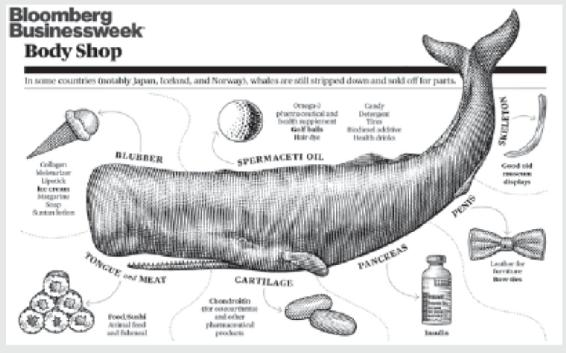 Bloomberg
Businessweek
Body Shop
In some countries (notably Japan, Iceland, and Norway), whales are still stripped down and sold off for parts.
BLUBBER
Collagen
Moisturizer
Lipstick
Ice cream
Margarine
Soap
Suntan lotion
SPERMACETI OIL
Omega-3
pharmaceutical and
health supplement
Golf balls
Hair dye
Candy
Detergent
Tires
Biodiesel additive
Health drinks
SKELETON
Good old
museum
displays
PENIS
Leather for
furniture
Bow ties
PANCREAS
Insulin
CARTILAGE
Chondroitin
(for osteoarthritis)
and other
pharmaceutical
products
TONGUE and MEAT
Food/Sushi
Animal feed
and fishmeal